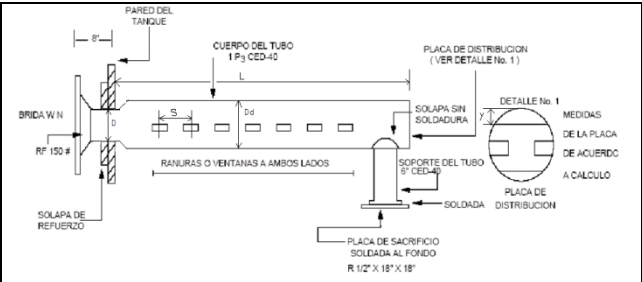 PARED DEL
TANQUE
8"
CUERPO DEL TUBO
1 P₃ CED-40
PLACA DE DISTRIBUCION
( VER DETALLE No. 1 )
L
BRIDA W N
RF 150 #
D
S
Dd
SOLAPA SIN
SOLDADURA
RANURAS O VENTANAS A AMBOS LADOS
SOPORTE DEL TUBO
6" CED-40
SOLDADA
SOLAPA DE
REFUERZO
PLACA DE SACRIFICIO
SOLDADA AL FONDO
R 1/2" X 18" X 18"
DETALLE No. 1
y
MEDIDAS
DE LA PLACA
DE ACUERDO
A CALCULO
PLACA DE
DISTRIBUCION